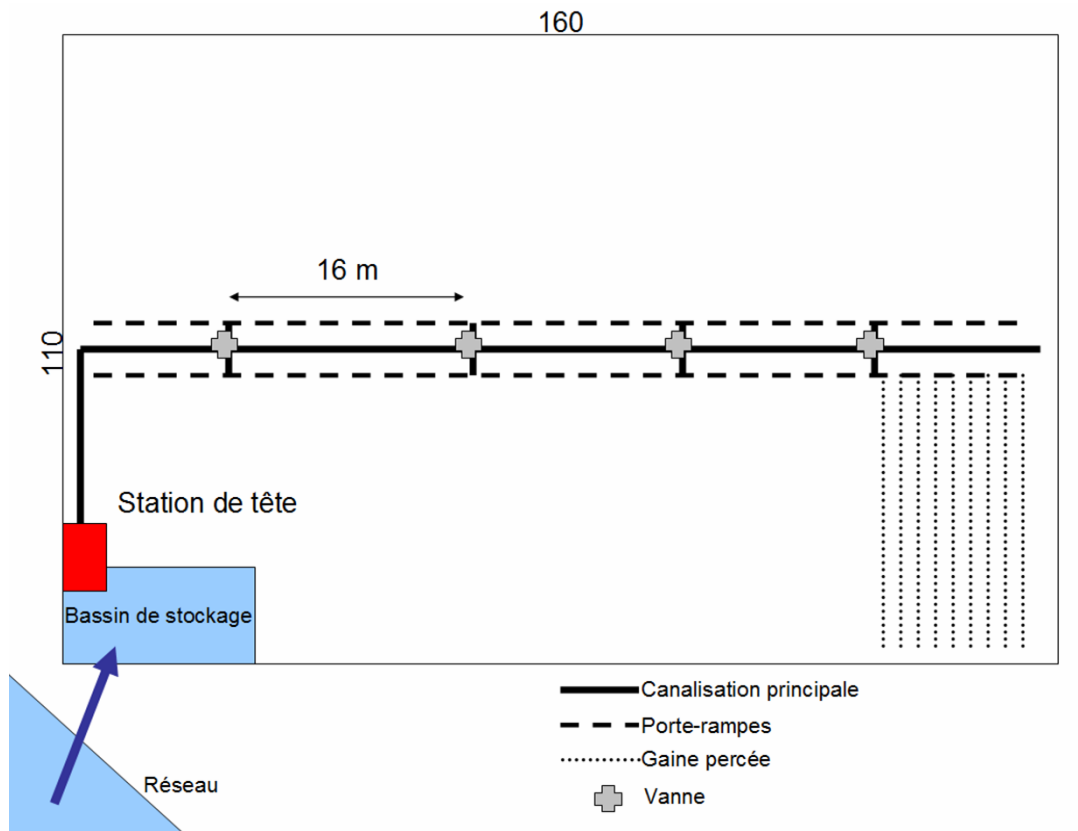 160
16 m
110
Station de tête
Bassin de stockage
Canalisation principale
Porte-rampes
Gaine percée
Réseau
Vanne